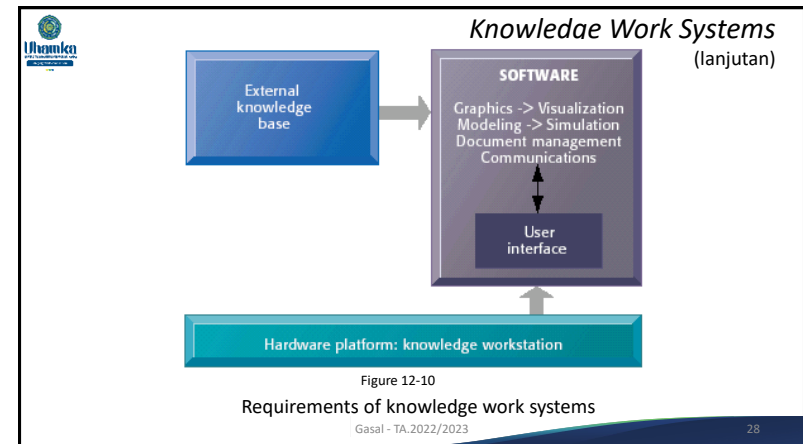 Knowledge Work Systems
(lanjutan)
Uhamka
External
knowledge
base
SOFTWARE
Graphics -> Visualization
Modeling -> Simulation
Document management
Communications
User
interface
Hardware platform: knowledge workstation
Figure 12-10
Requirements of knowledge work systems
Gasal - TA.2022/2023
28